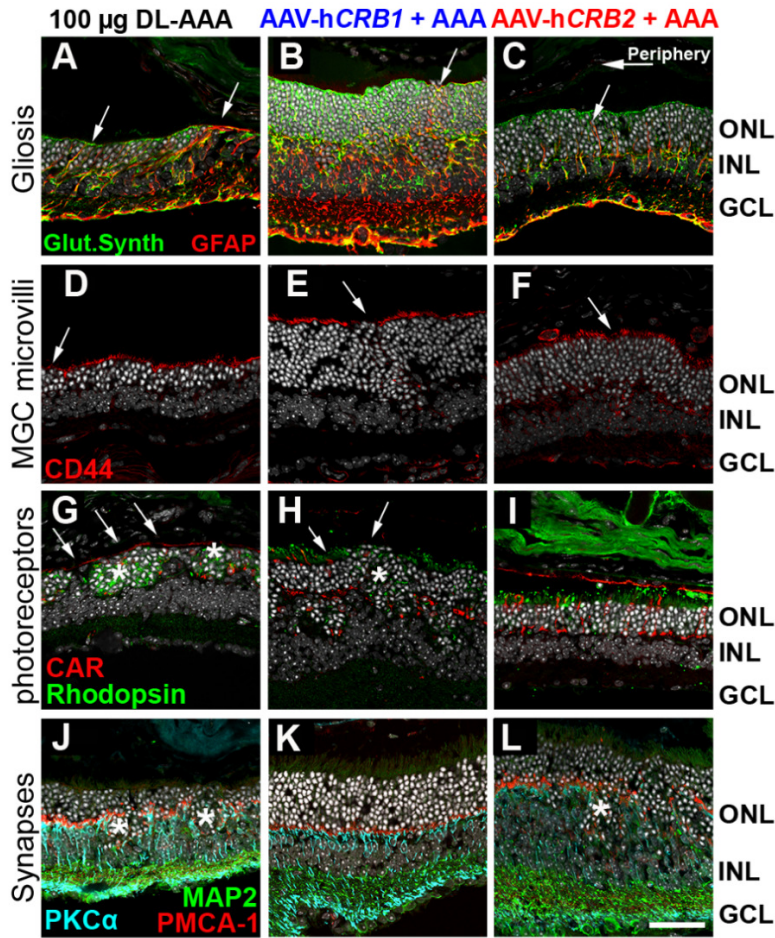 100 µg DL-AAA
AAV-hCRB1 + AAA
AAV-hCRB2 + AAA
Gliosis
A
B
C
Periphery
Glut.Synth
GFAP
ONL
INL
GCL
MGC microvilli
D
E
F
CD44
ONL
INL
GCL
photoreceptors
G
H
I
*
*
*
CAR
Rhodopsin
ONL
INL
GCL
Synapses
J
K
L
*
*
*
MAP2
PKCα
PMCA-1
ONL
INL
GCL